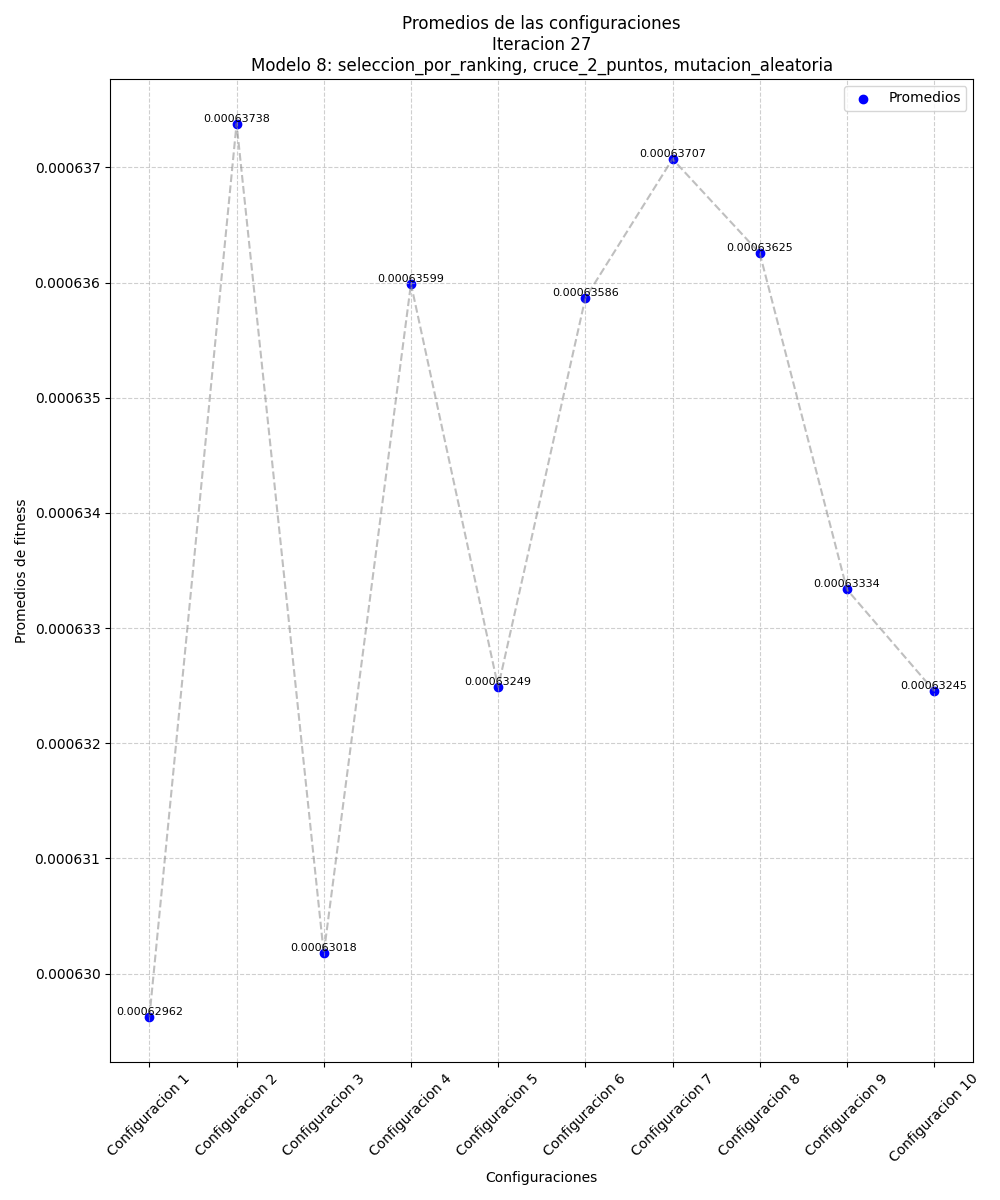 Promedios de las configuraciones
Iteracion 27
Modelo 8: seleccion_por_ranking, cruce_2_puntos, mutacion_aleatoria
Promedios
0.00063738
0.00063707
0.00063625
0.00063599
0.00063586
0.00063334
0.00063249
0.00063245
0.00063018
0.00062962
0.000637
0.000636
0.000635
0.000634
0.000633
0.000632
0.000631
0.000630
Promedios de fitness
Configuracion 1
Configuracion 2
Configuracion 3
Configuracion 4
Configuracion 5
Configuracion 6
Configuracion 7
Configuracion 8
Configuracion 9
Configuracion 10
Configuraciones